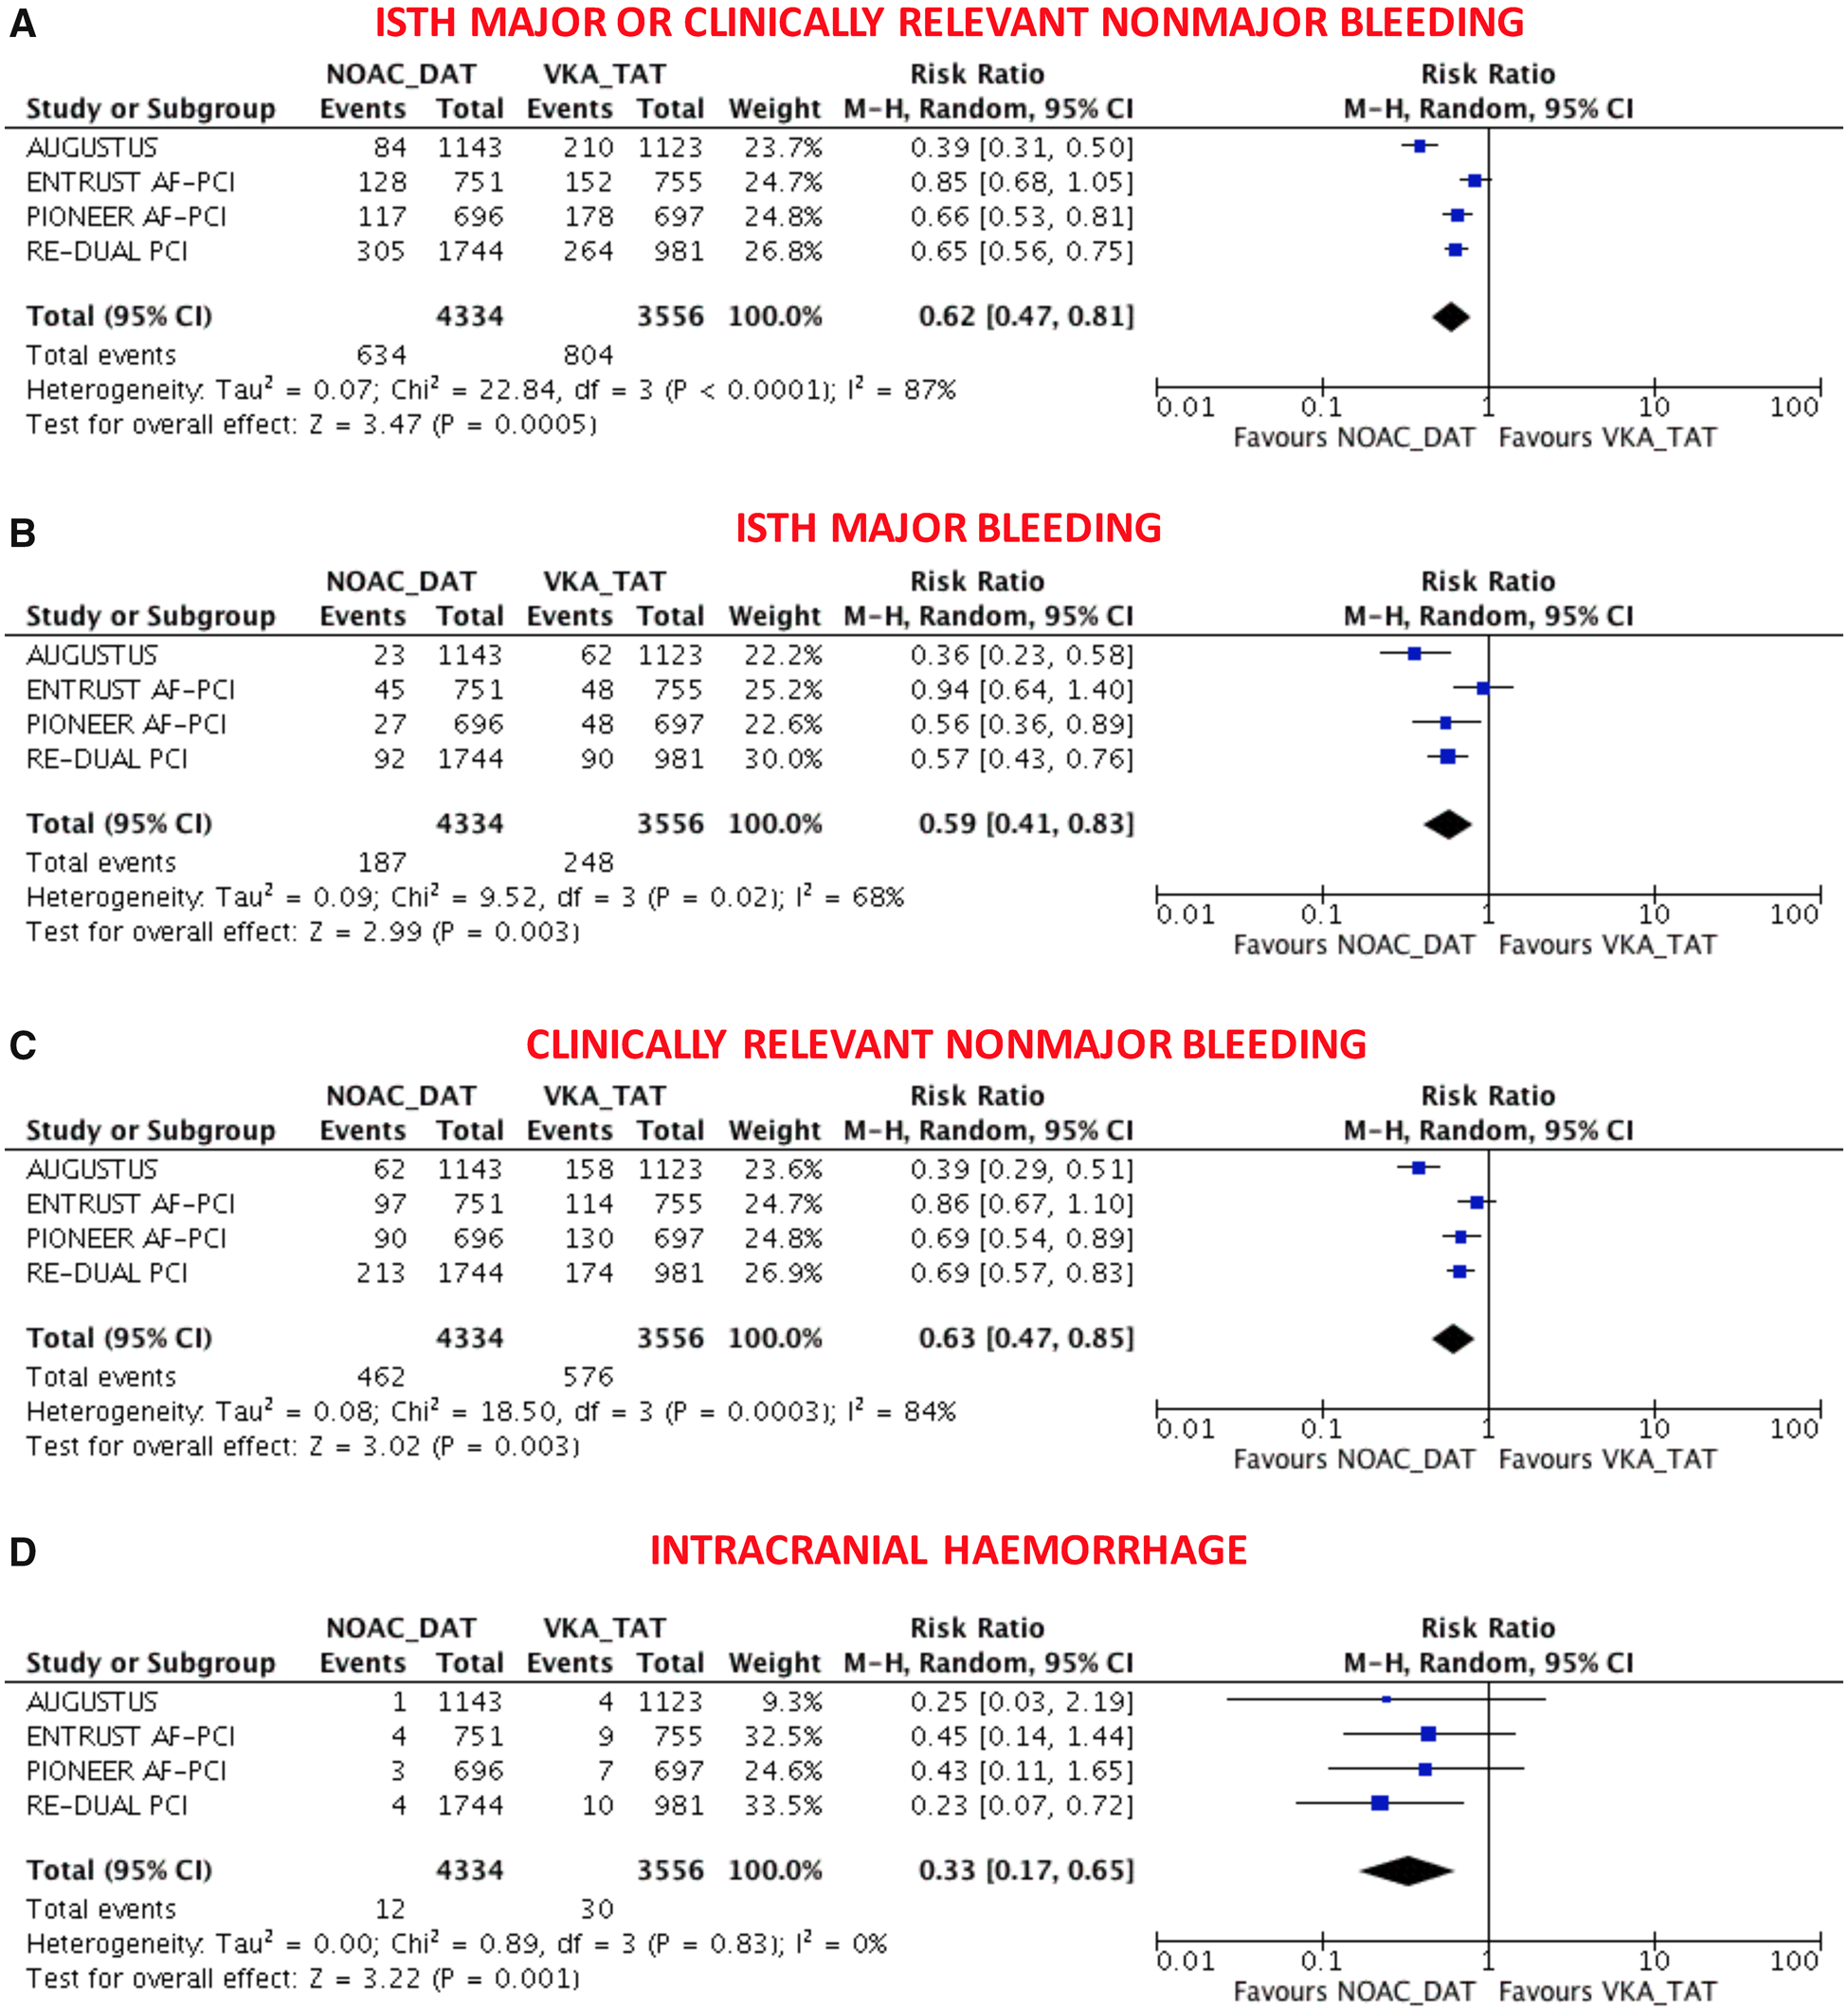 A
ISTH MAJOR OR CLINICALLY RELEVANT NONMAJOR BLEEDING
NOAC_DAT VKA_TAT Risk Ratio Risk Ratio
Study or Subgroup Events Total Events Total Weight M-H, Random, 95% CI M-H, Random, 95% CI
AUGUSTUS 84 1143 210 1123 23.7% 0.39 [0.31, 0.50]
ENTRUST AF-PCI 128 751 152 755 24.7% 0.85 [0.68, 1.05]
PIONEER AF-PCI 117 696 178 697 24.8% 0.66 [0.53, 0.81]
RE-DUAL PCI 305 1744 264 981 26.8% 0.65 [0.56, 0.75]
Total (95% CI) 4334 3556 100.0% 0.62 [0.47, 0.81]
Total events 634 804
Heterogeneity: Tau² = 0.07; Chi² = 22.84, df = 3 (P < 0.0001); I² = 87%
Test for overall effect: Z = 3.47 (P = 0.0005)
0.01 0.1 1 10 100
Favours NOAC_DAT Favours VKA_TAT
B
ISTH MAJOR BLEEDING
NOAC_DAT VKA_TAT Risk Ratio Risk Ratio
Study or Subgroup Events Total Events Total Weight M-H, Random, 95% CI M-H, Random, 95% CI
AUGUSTUS 23 1143 62 1123 22.2% 0.36 [0.23, 0.58]
ENTRUST AF-PCI 45 751 48 755 25.2% 0.94 [0.64, 1.40]
PIONEER AF-PCI 27 696 48 697 22.6% 0.56 [0.36, 0.89]
RE-DUAL PCI 92 1744 90 981 30.0% 0.57 [0.43, 0.76]
Total (95% CI) 4334 3556 100.0% 0.59 [0.41, 0.83]
Total events 187 248
Heterogeneity: Tau² = 0.09; Chi² = 9.52, df = 3 (P = 0.02); I² = 68%
Test for overall effect: Z = 2.99 (P = 0.003)
0.01 0.1 1 10 100
Favours NOAC_DAT Favours VKA_TAT
C
CLINICALLY RELEVANT NONMAJOR BLEEDING
NOAC_DAT VKA_TAT Risk Ratio Risk Ratio
Study or Subgroup Events Total Events Total Weight M-H, Random, 95% CI M-H, Random, 95% CI
AUGUSTUS 62 1143 158 1123 23.6% 0.39 [0.29, 0.51]
ENTRUST AF-PCI 97 751 114 755 24.7% 0.86 [0.67, 1.10]
PIONEER AF-PCI 90 696 130 697 24.8% 0.69 [0.54, 0.89]
RE-DUAL PCI 213 1744 174 981 26.9% 0.69 [0.57, 0.83]
Total (95% CI) 4334 3556 100.0% 0.63 [0.47, 0.85]
Total events 462 576
Heterogeneity: Tau² = 0.08; Chi² = 18.50, df = 3 (P = 0.0003); I² = 84%
Test for overall effect: Z = 3.02 (P = 0.003)
0.01 0.1 1 10 100
Favours NOAC_DAT Favours VKA_TAT
D
INTRACRANIAL HAEMORRHAGE
NOAC_DAT VKA_TAT Risk Ratio Risk Ratio
Study or Subgroup Events Total Events Total Weight M-H, Random, 95% CI M-H, Random, 95% CI
AUGUSTUS 1 1143 4 1123 9.3% 0.25 [0.03, 2.19]
ENTRUST AF-PCI 4 751 9 755 32.5% 0.45 [0.14, 1.44]
PIONEER AF-PCI 3 696 7 697 24.6% 0.43 [0.11, 1.65]
RE-DUAL PCI 4 1744 10 981 33.5% 0.23 [0.07, 0.72]
Total (95% CI) 4334 3556 100.0% 0.33 [0.17, 0.65]
Total events 12 30
Heterogeneity: Tau² = 0.00; Chi² = 0.89, df = 3 (P = 0.83); I² = 0%
Test for overall effect: Z = 3.22 (P = 0.001)
0.01 0.1 1 10 100
Favours NOAC_DAT Favours VKA_TAT